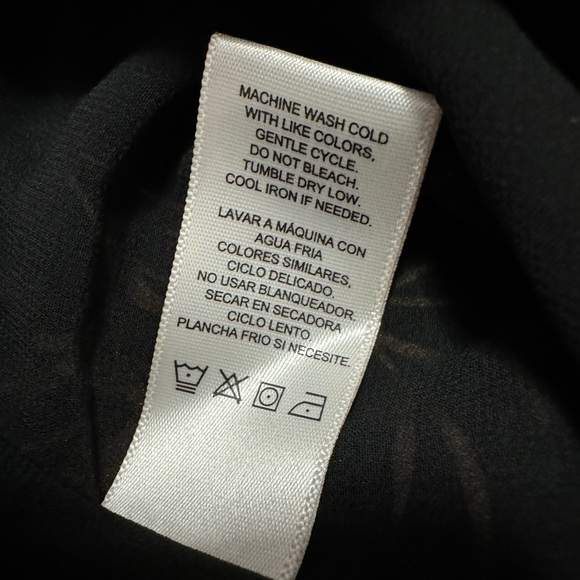 MACHINE WASH COLD
WITH LIKE COLORS,
GENTLE CYCLE.
DO NOT BLEACH.
TUMBLE DRY LOW.
COOL IRON IF NEEDED.
LAVAR A MÁQUINA CON
AGUA FRIA
COLORES SIMILARES,
CICLO DELICADO.
NO USAR BLANQUEADOR.
SECAR EN SECADORA
CICLO LENTO.
PLANCHA FRIO SI NECESITE.